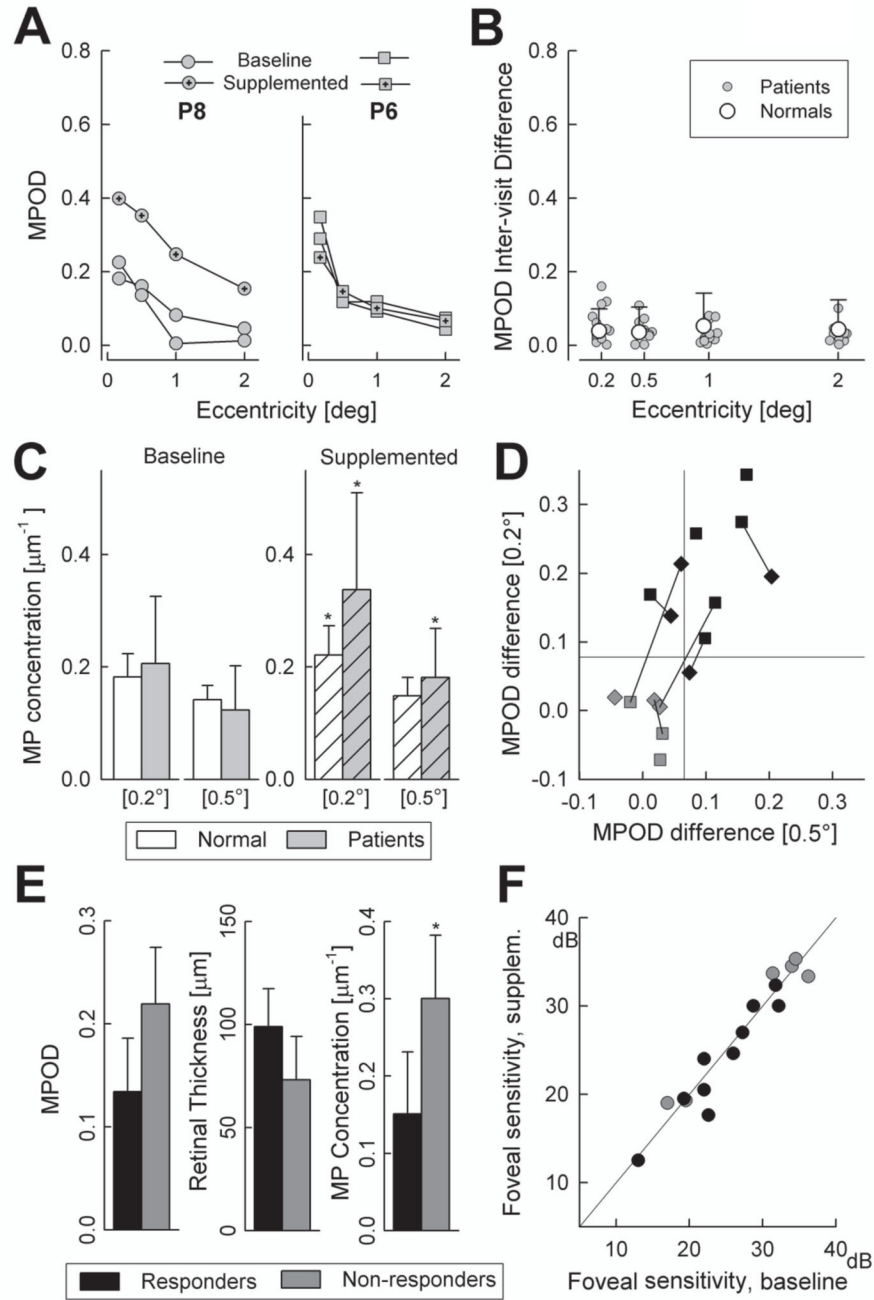 A
B
0.8
0.6
0.4
0.2
0.0
MPOD
Baseline
Supplemented
P8
P6
0
1
2
0
1
2
Eccentricity [deg]
0.8
0.6
0.4
0.2
0.0
MPOD Inter-visit Difference
Patients
Normals
0.2
0.5
1
2
Eccentricity [deg]
C
Baseline
Supplemented
MP concentration [μm-1]
0.4
0.2
0.0
0.4
0.2
0.0
*
*
*
[0.2°]
[0.5°]
[0.2°]
[0.5°]
Normal
Patients
D
MPOD difference [0.2°]
0.3
0.2
0.1
0.0
-0.1
-0.1
0.0
0.1
0.2
0.3
MPOD difference [0.5°]
E
MPOD
0.3
0.2
0.1
0.0
Retinal Thickness [μm]
150
100
50
0
MP Concentration [μm-1]
0.4
0.3
0.2
0.1
0
*
Responders
Non-responders
F
Foveal sensitivity, supplem.
40
dB
30
20
10
10
20
30
40
dB
Foveal sensitivity, baseline